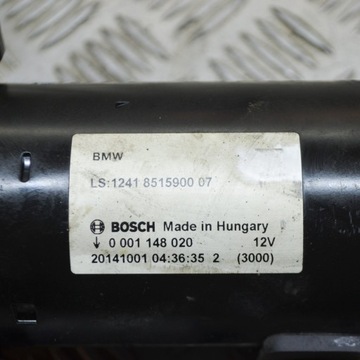 BMW
LS:1241 8515900 07
BOSCH Made in Hungary
↓ 0 001 148 020 12V
20141001 04:36:35 2 (3000)